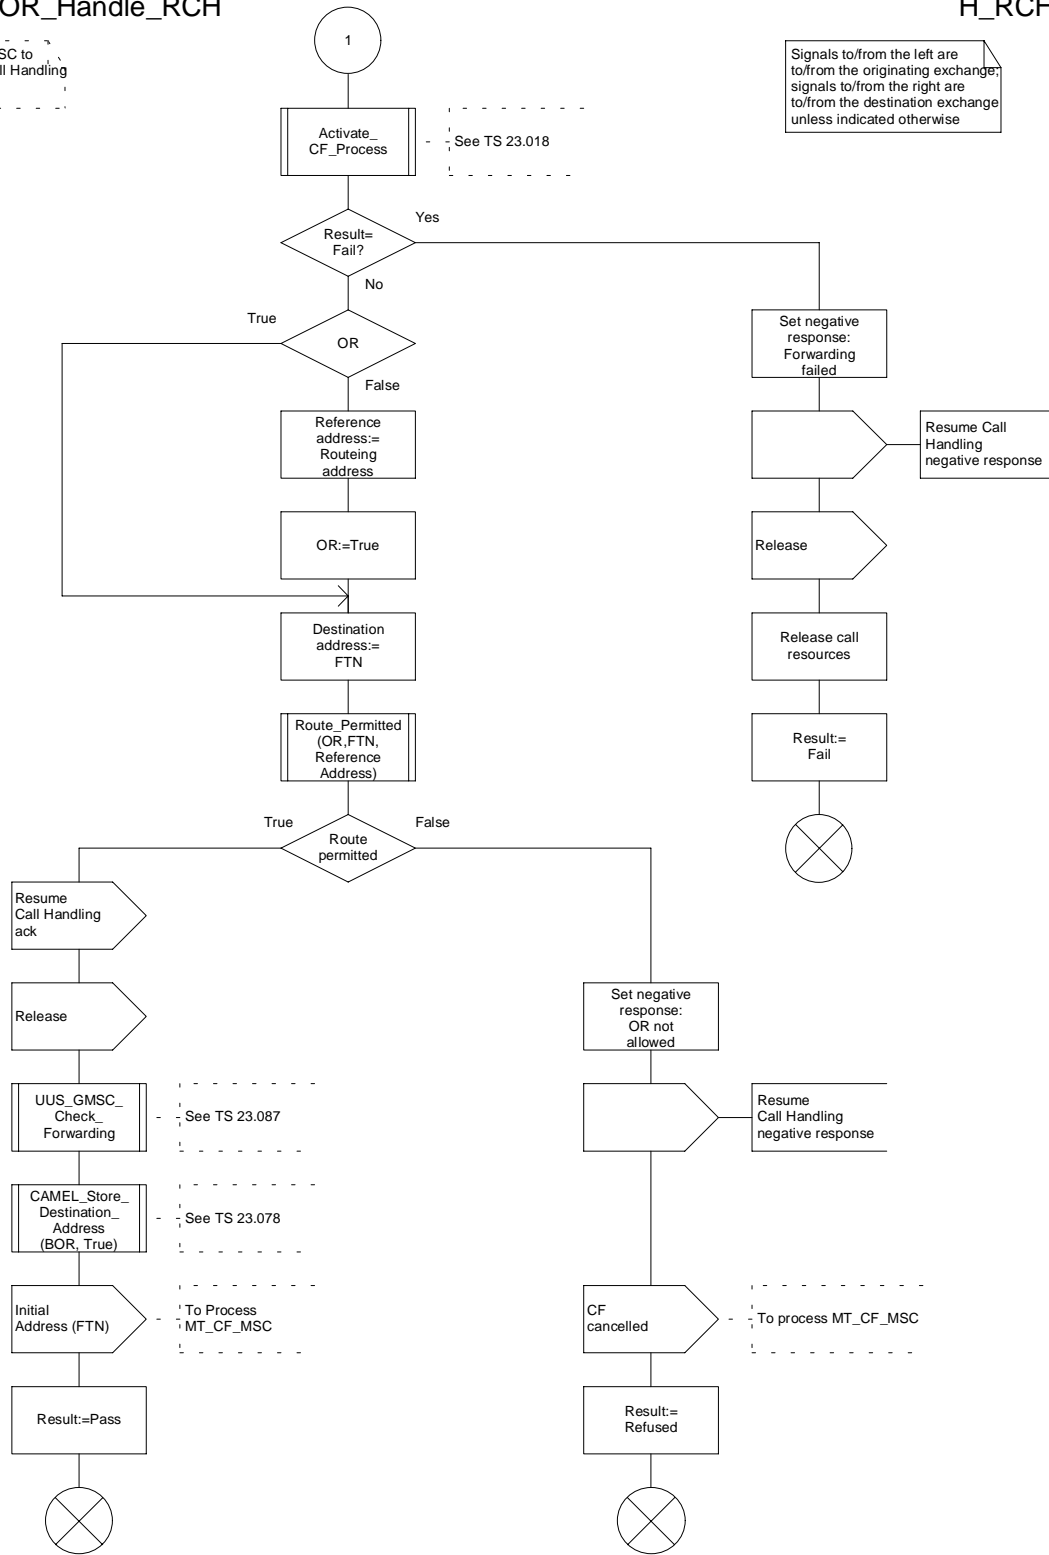 OR_Handle_RCH
H_RCH
SC to
ll Handling
1
Signals to/from the left are
to/from the originating exchange;
signals to/from the right are
to/from the destination exchange
unless indicated otherwise
Activate_
CF_Process
See TS 23.018
Yes
Result=
Fail?
No
True
OR
False
Set negative
response:
Forwarding
failed
Reference
address:=
Routeing
address
Resume Call
Handling
negative response
OR:=True
Release
Destination
address:=
FTN
Release call
resources
Route_Permitted
(OR,FTN,
Reference
Address)
Result:=
Fail
True
False
Route
permitted
Resume
Call Handling
ack
Release
Set negative
response:
OR not
allowed
UUS_GMSC_
Check_
Forwarding
See TS 23.087
Resume
Call Handling
negative response
CAMEL_Store_
Destination_
Address
(BOR, True)
See TS 23.078
Initial
Address (FTN)
To Process
MT_CF_MSC
CF
cancelled
To process MT_CF_MSC
Result:=Pass
Result:=
Refused